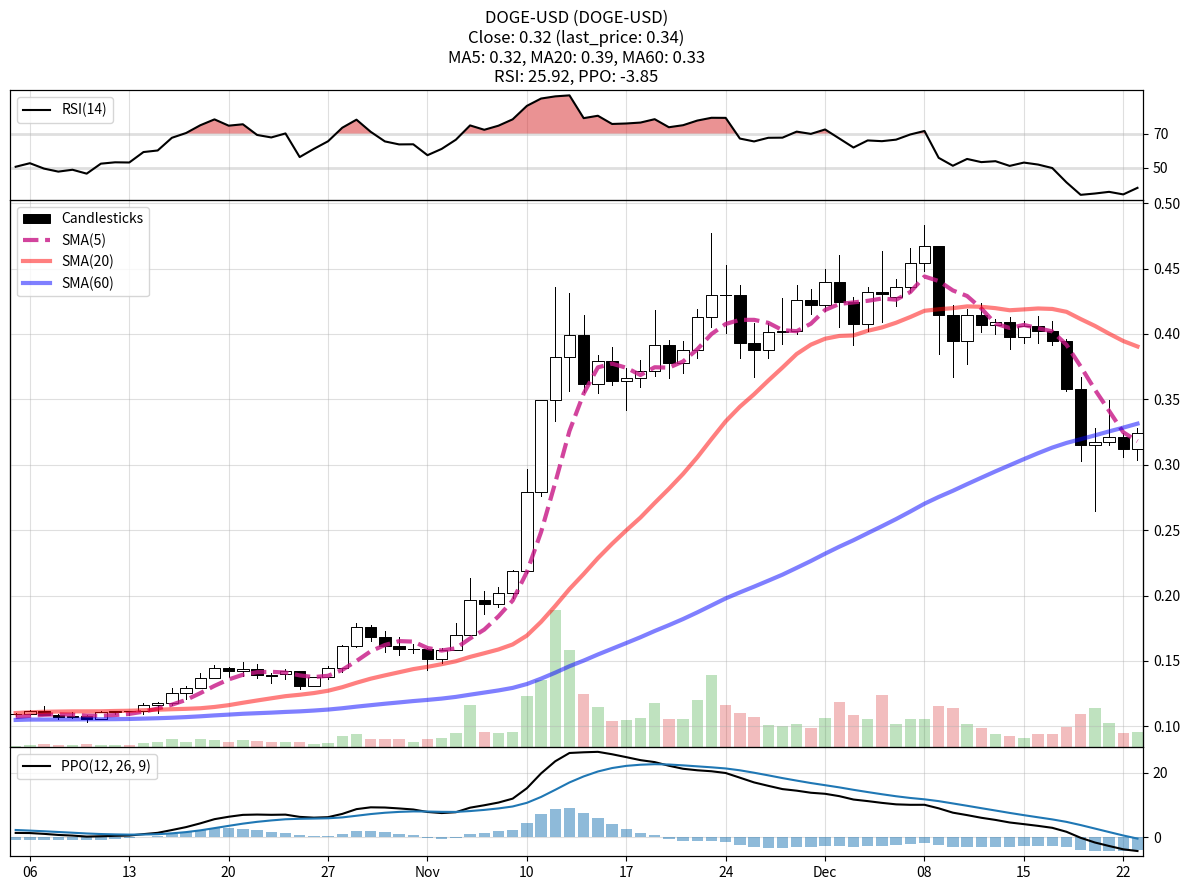 DOGE-USD (DOGE-USD)
Close: 0.32 (last_price: 0.34)
MA5: 0.32, MA20: 0.39, MA60: 0.33
RSI: 25.92, PPO: -3.85
RSI(14)
70
50
Candlesticks
SMA(5)
SMA(20)
SMA(60)
0.50
0.45
0.40
0.35
0.30
0.25
0.20
0.15
0.10
PPO(12, 26, 9)
20
0
06 13 20 27 Nov 10 17 24 Dec 08 15 22